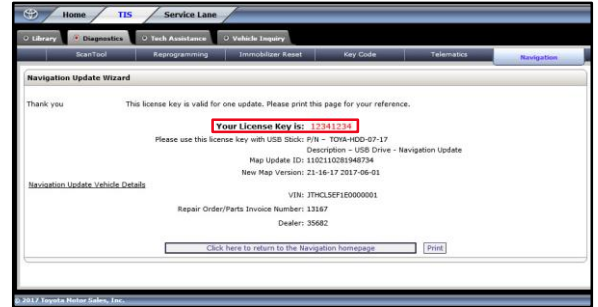 Home TIS Service Lane
Library Diagnostics Tech Assistance Vehicle Inquiry
ScanTool Reprogramming Immobilizer Reset Key Code Telematics Navigation
Navigation Update Wizard
Thank you This license key is valid for one update. Please print this page for your reference.
Your License Key is: 12341234
Please use this license key with USB Stick: P/N – TOYA-HDD-07-17
Description – USB Drive - Navigation Update
Map Update ID: 1102110281948734
New Map Version: 21-16-17 2017-06-01
Navigation Update Vehicle Details
VIN: JTHCL5EF1E0000001
Repair Order/Parts Invoice Number: 13167
Dealer: 35682
Click here to return to the Navigation homepage Print
© 2017 Toyota Motor Sales, Inc.